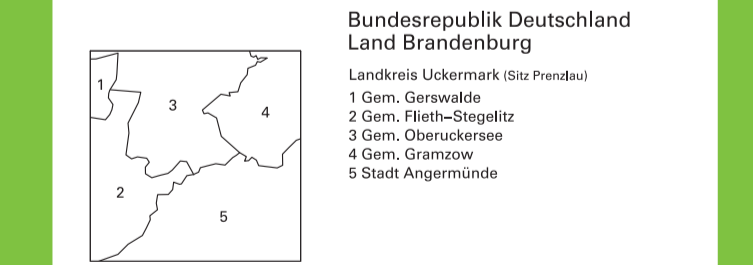 Bundesrepublik Deutschland
Land Brandenburg
Landkreis Uckermark (Sitz Prenzlau)
1 Gem. Gerswalde
2 Gem. Flieth–Stegelitz
3 Gem. Oberuckersee
4 Gem. Gramzow
5 Stadt Angermünde
1
3
4
2
5